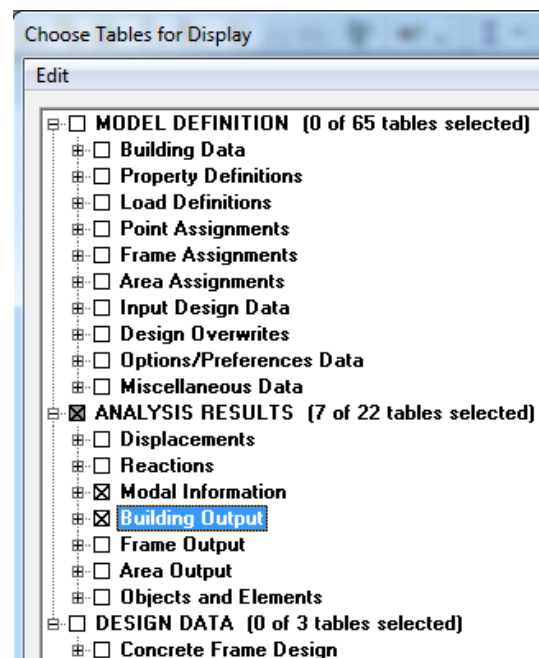 Choose Tables for Display
Edit
MODEL DEFINITION (0 of 65 tables selected)
Building Data
Property Definitions
Load Definitions
Point Assignments
Frame Assignments
Area Assignments
Input Design Data
Design Overwrites
Options/Preferences Data
Miscellaneous Data
ANALYSIS RESULTS (7 of 22 tables selected)
Displacements
Reactions
Modal Information
Building Output
Frame Output
Area Output
Objects and Elements
DESIGN DATA (0 of 3 tables selected)
Concrete Frame Design